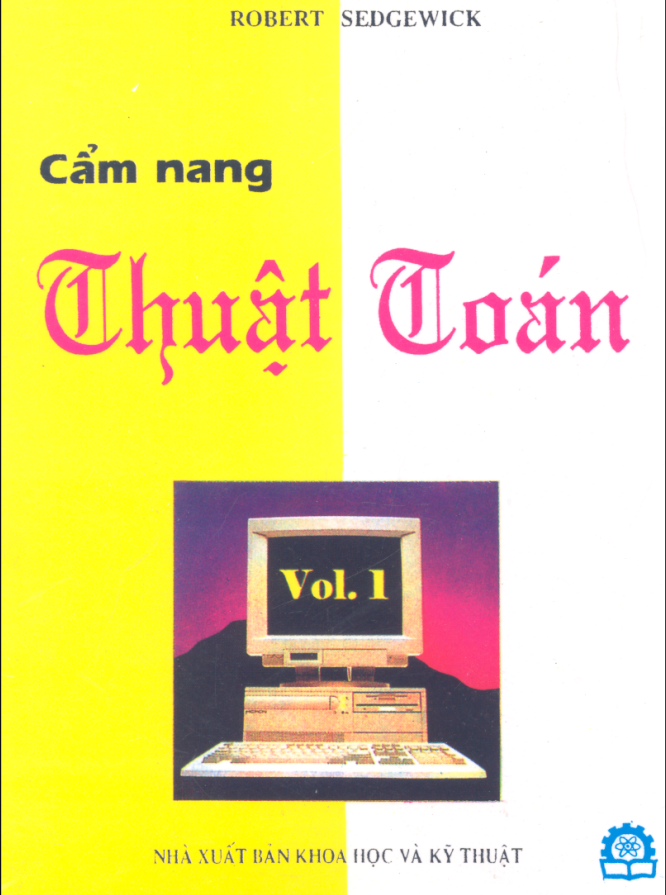 ROBERT SEDGEWICK
Cẩm nang
Thuật Toán
Vol. 1
NHÀ XUẤT BẢN KHOA HỌC VÀ KỸ THUẬT